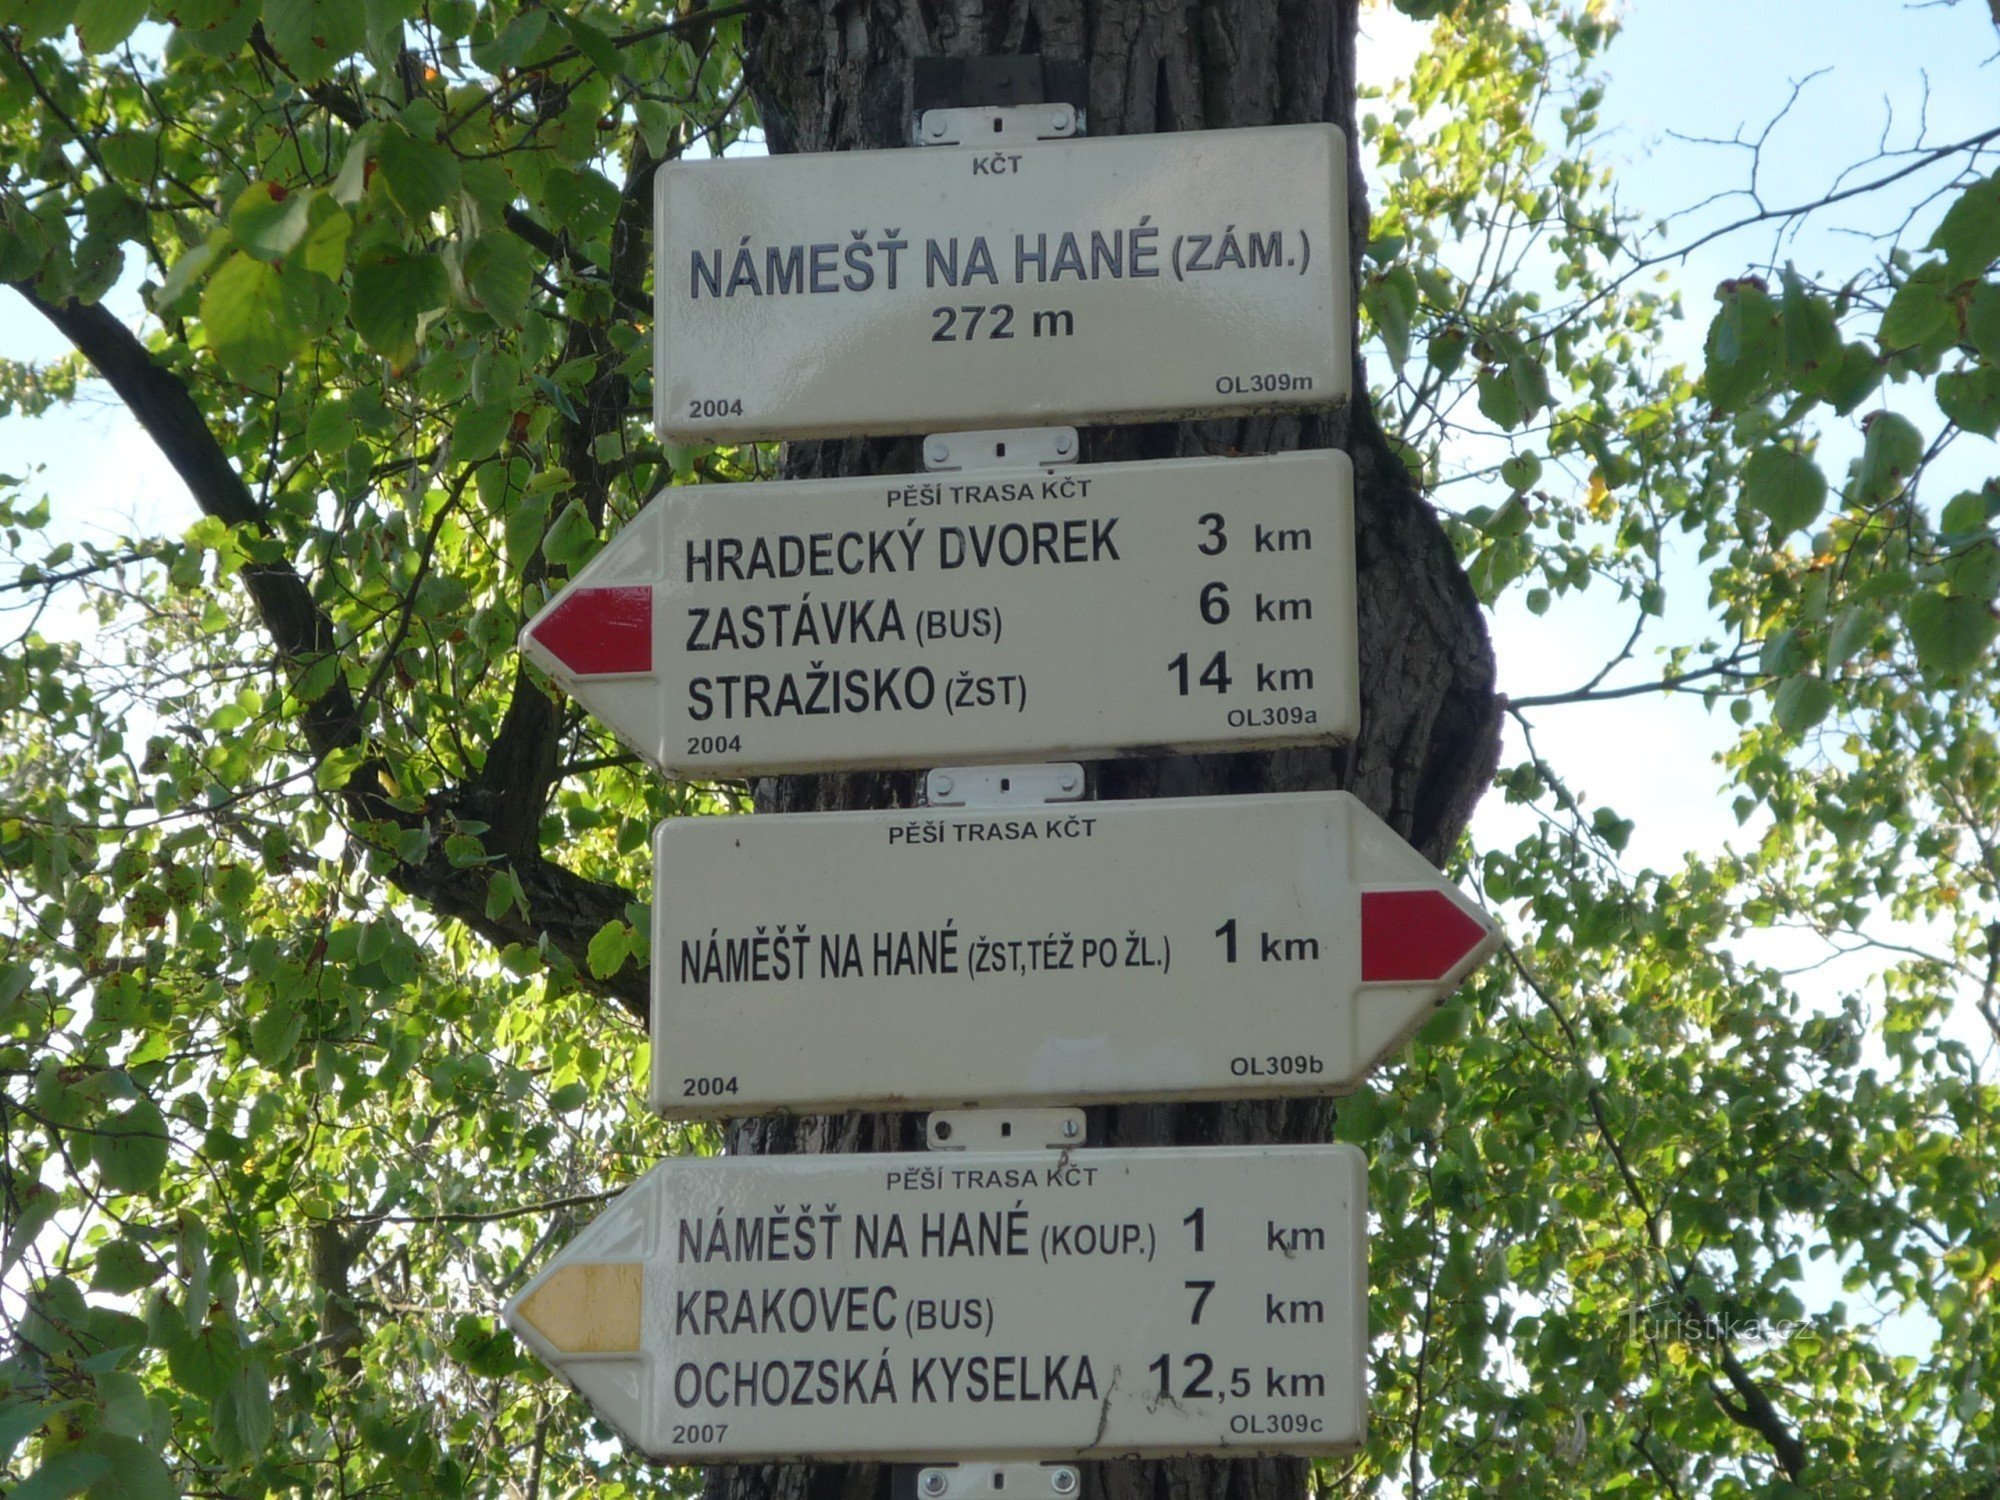 KČT
NÁMEŠŤ NA HANÉ (ZÁM.)
272 m
2004 OL309m
PĚŠÍ TRASA KČT
HRADECKÝ DVOREK 3 km
ZASTÁVKA (BUS) 6 km
STRAŽISKO (ŽST) 14 km
2004 OL309a
PĚŠÍ TRASA KČT
NÁMĚŠŤ NA HANÉ (ŽST,TÉŽ PO ŽL.) 1 km
2004 OL309b
PĚŠÍ TRASA KČT
NÁMĚŠŤ NA HANÉ (KOUP.) 1 km
KRAKOVEC (BUS) 7 km
OCHOZSKÁ KYSELKA 12,5 km
2007 OL309c
Turistika.cz